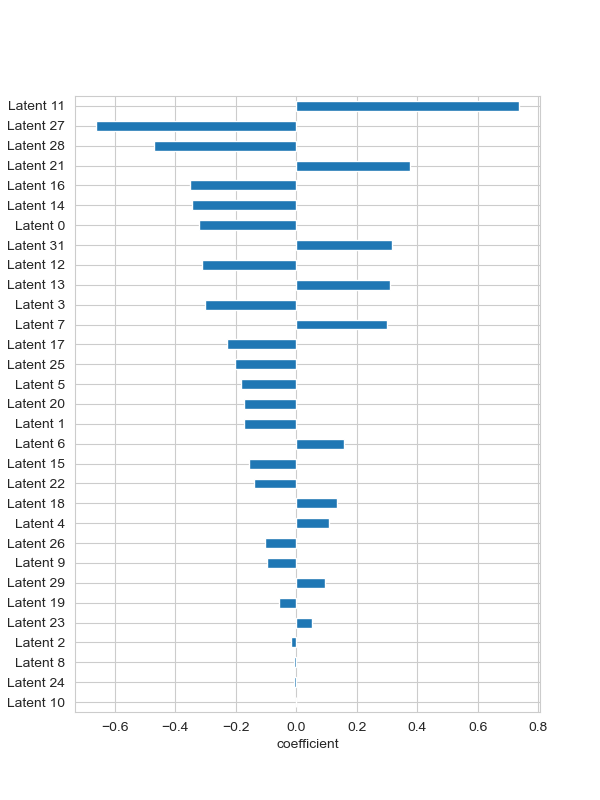 Latent 11
Latent 27
Latent 28
Latent 21
Latent 16
Latent 14
Latent 0
Latent 31
Latent 12
Latent 13
Latent 3
Latent 7
Latent 17
Latent 25
Latent 5
Latent 20
Latent 1
Latent 6
Latent 15
Latent 22
Latent 18
Latent 4
Latent 26
Latent 9
Latent 29
Latent 19
Latent 23
Latent 2
Latent 8
Latent 24
Latent 10
−0.6 −0.4 −0.2 0.0 0.2 0.4 0.6 0.8
coefficient